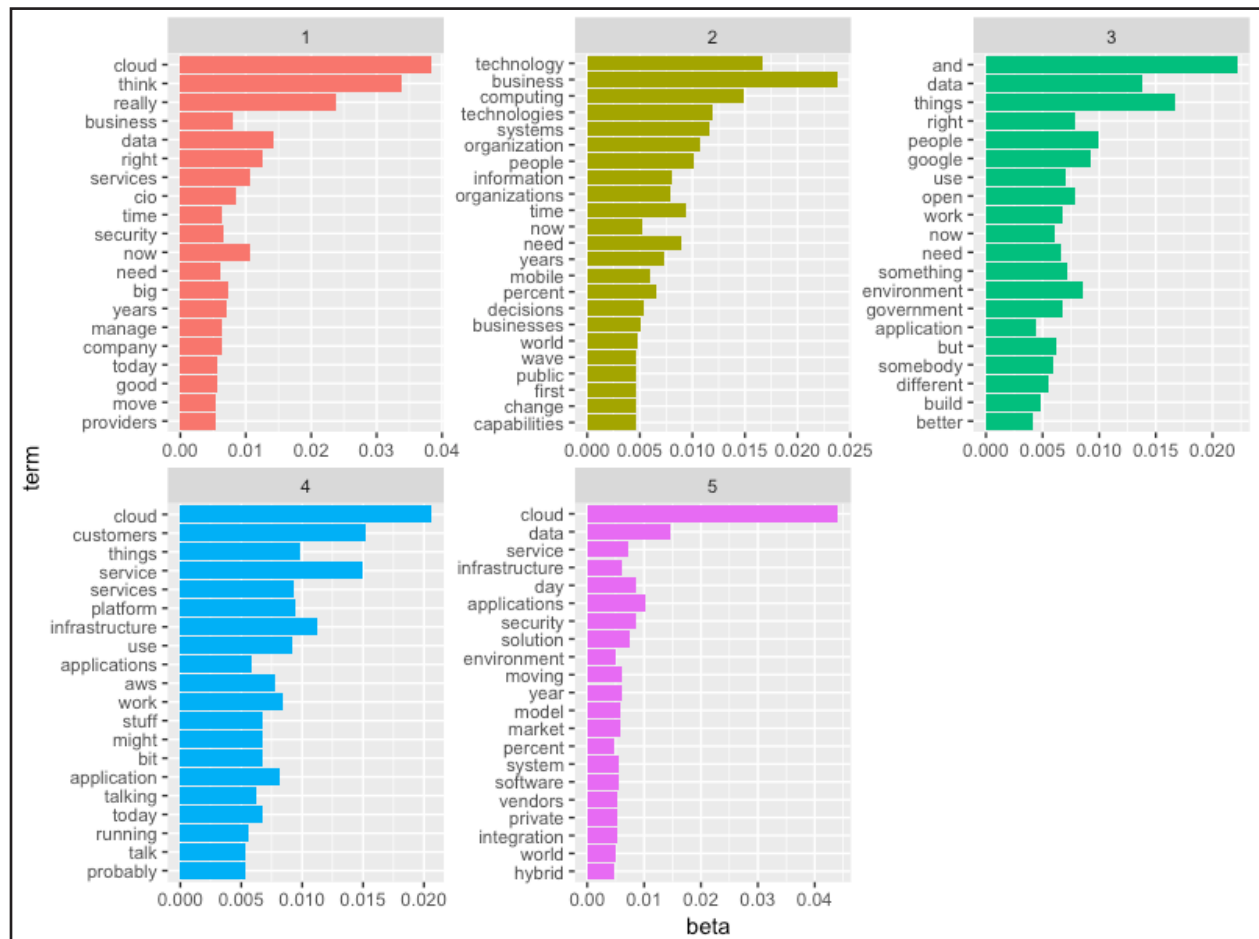 1
cloud
think
really
business
data
right
services
cio
time
security
now
need
big
years
manage
company
today
good
move
providers
0.00 0.01 0.02 0.03 0.04
2
technology
business
computing
technologies
systems
organization
people
information
organizations
time
now
need
years
mobile
percent
decisions
businesses
world
wave
public
first
change
capabilities
0.000 0.005 0.010 0.015 0.020 0.025
3
and
data
things
right
people
google
use
open
work
now
need
something
environment
government
application
but
somebody
different
build
better
0.000 0.005 0.010 0.015 0.020
term
4
cloud
customers
things
service
services
platform
infrastructure
use
applications
aws
work
stuff
might
bit
application
talking
today
running
talk
probably
0.000 0.005 0.010 0.015 0.020
5
cloud
data
service
infrastructure
day
applications
security
solution
environment
moving
year
model
market
percent
system
software
vendors
private
integration
world
hybrid
0.00 0.01 0.02 0.03 0.04
beta